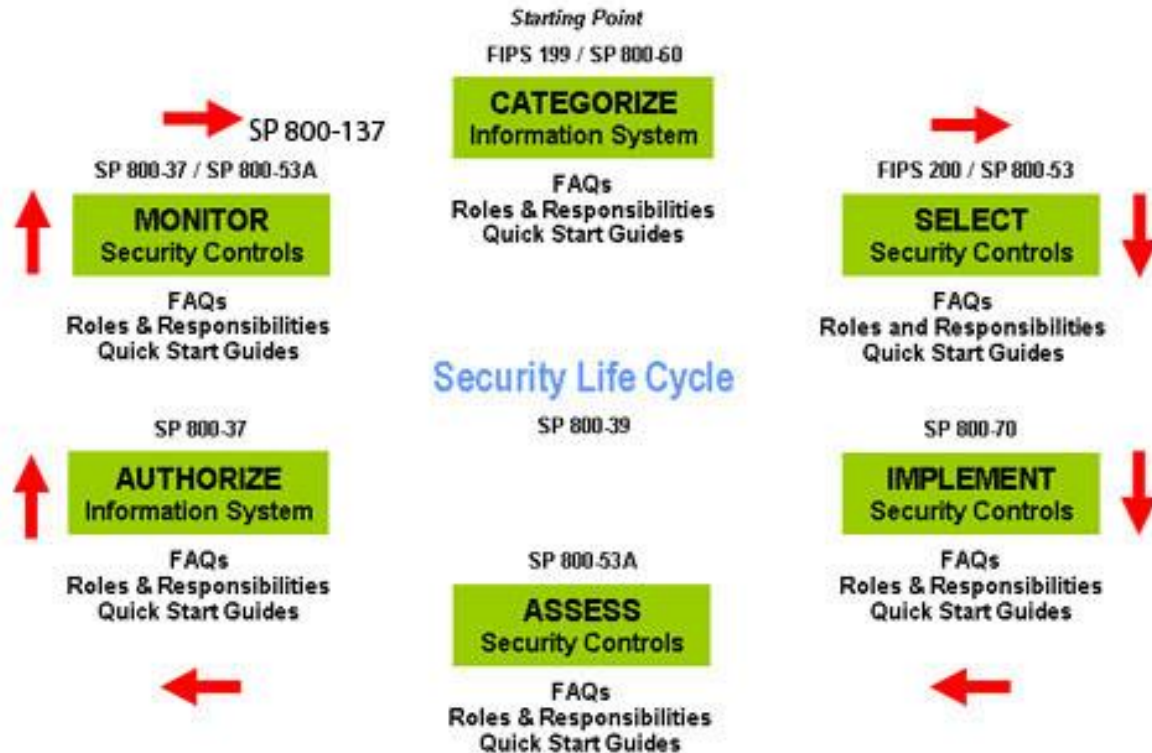 Starting Point
FIPS 199 / SP 800-60
CATEGORIZE
Information System
FAQs
Roles & Responsibilities
Quick Start Guides
FIPS 200 / SP 800-53
SELECT
Security Controls
FAQs
Roles and Responsibilities
Quick Start Guides
SP 800-70
IMPLEMENT
Security Controls
FAQs
Roles & Responsibilities
Quick Start Guides
SP 800-53A
ASSESS
Security Controls
FAQs
Roles & Responsibilities
Quick Start Guides
SP 800-37
AUTHORIZE
Information System
FAQs
Roles & Responsibilities
Quick Start Guides
SP 800-137
SP 800-37 / SP 800-53A
MONITOR
Security Controls
FAQs
Roles & Responsibilities
Quick Start Guides
Security Life Cycle
SP 800-39